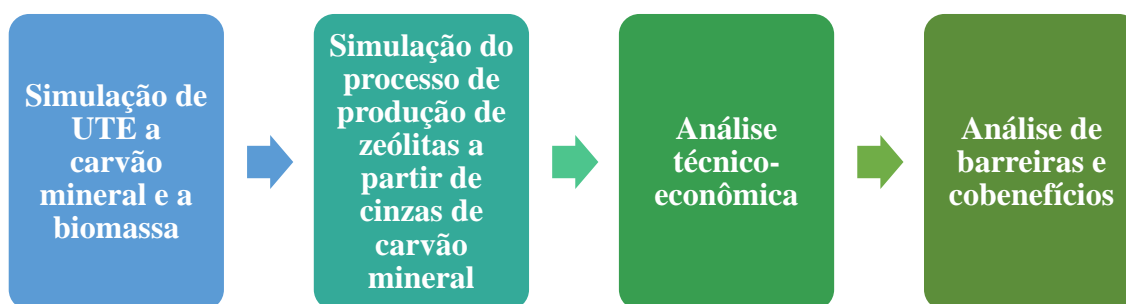 Simulação de
UTE a
carvão
mineral e a
biomassa
Simulação do
processo de
produção de
zeólitas a
partir de
cinzas de
carvão
mineral
Análise
técnico-
econômica
Análise de
barreiras e
cobenefícios